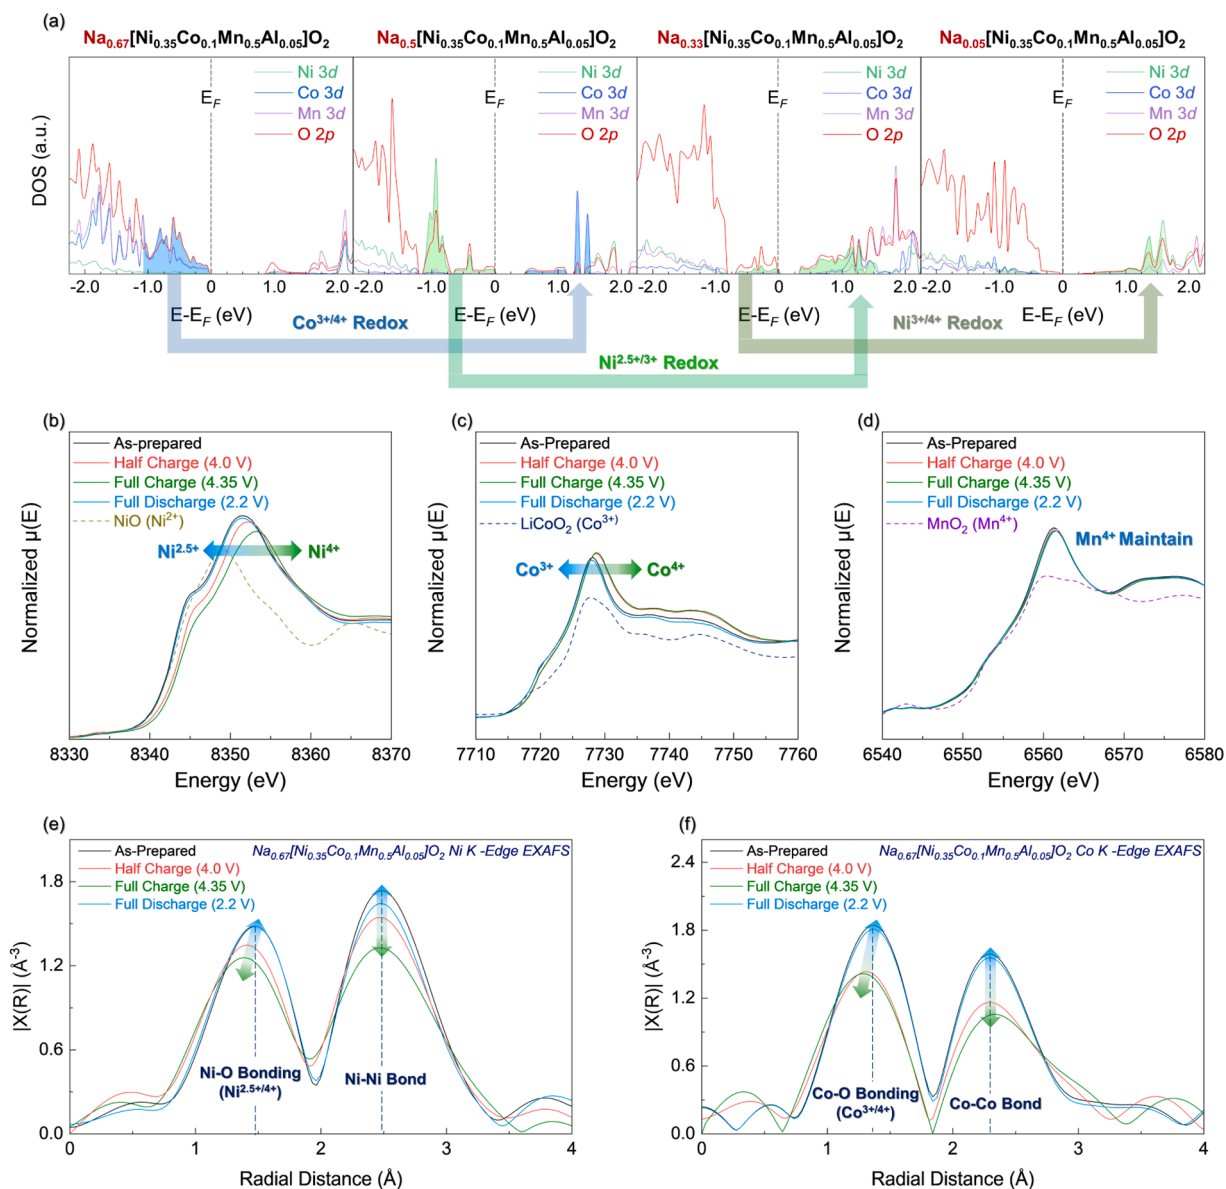 (a)
Na0.67[Ni0.35Co0.1Mn0.5Al0.05]O2
Na0.5[Ni0.35Co0.1Mn0.5Al0.05]O2
Na0.33[Ni0.35Co0.1Mn0.5Al0.05]O2
Na0.05[Ni0.35Co0.1Mn0.5Al0.05]O2
DOS (a.u.)
EF
Ni 3d
Co 3d
Mn 3d
O 2p
EF
Ni 3d
Co 3d
Mn 3d
O 2p
EF
Ni 3d
Co 3d
Mn 3d
O 2p
EF
Ni 3d
Co 3d
Mn 3d
O 2p
-2.0 -1.0 0 1.0 2.0
-2.0 -1.0 0 1.0 2.0
-2.0 -1.0 0 1.0 2.0
-2.0 -1.0 0 1.0 2.0
E-EF (eV)
E-EF (eV)
E-EF (eV)
E-EF (eV)
Co3+/4+ Redox
Ni3+/4+ Redox
Ni2.5+/3+ Redox
(b)
As-prepared
Half Charge (4.0 V)
Full Charge (4.35 V)
Full Discharge (2.2 V)
NiO (Ni2+)
Ni2.5+
Ni4+
Normalized μ(E)
8330 8340 8350 8360 8370
Energy (eV)
(c)
As-Prepared
Half Charge (4.0 V)
Full Charge (4.35 V)
Full Discharge (2.2 V)
LiCoO2 (Co3+)
Co3+
Co4+
Normalized μ(E)
7710 7720 7730 7740 7750 7760
Energy (eV)
(d)
As-prepared
Half Charge (4.0 V)
Full Charge (4.35 V)
Full Discharge (2.2 V)
MnO2 (Mn4+)
Mn4+ Maintain
Normalized μ(E)
6540 6550 6560 6570 6580
Energy (eV)
(e)
As-Prepared
Half Charge (4.0 V)
Full Charge (4.35 V)
Full Discharge (2.2 V)
Na0.67[Ni0.35Co0.1Mn0.5Al0.05]O2 Ni K -Edge EXAFS
Ni-O Bonding
(Ni2.5+/4+)
Ni-Ni Bond
|X(R)| (Å-3)
1.8
1.2
0.6
0.0
0 1 2 3 4
Radial Distance (Å)
(f)
As-Prepared
Half Charge (4.0 V)
Full Charge (4.35 V)
Full Discharge (2.2 V)
Na0.67[Ni0.35Co0.1Mn0.5Al0.05]O2 Co K -Edge EXAFS
Co-O Bonding
(Co3+/4+)
Co-Co Bond
|X(R)| (Å-3)
2.4
1.8
1.2
0.6
0.0
0 1 2 3 4
Radial Distance (Å)